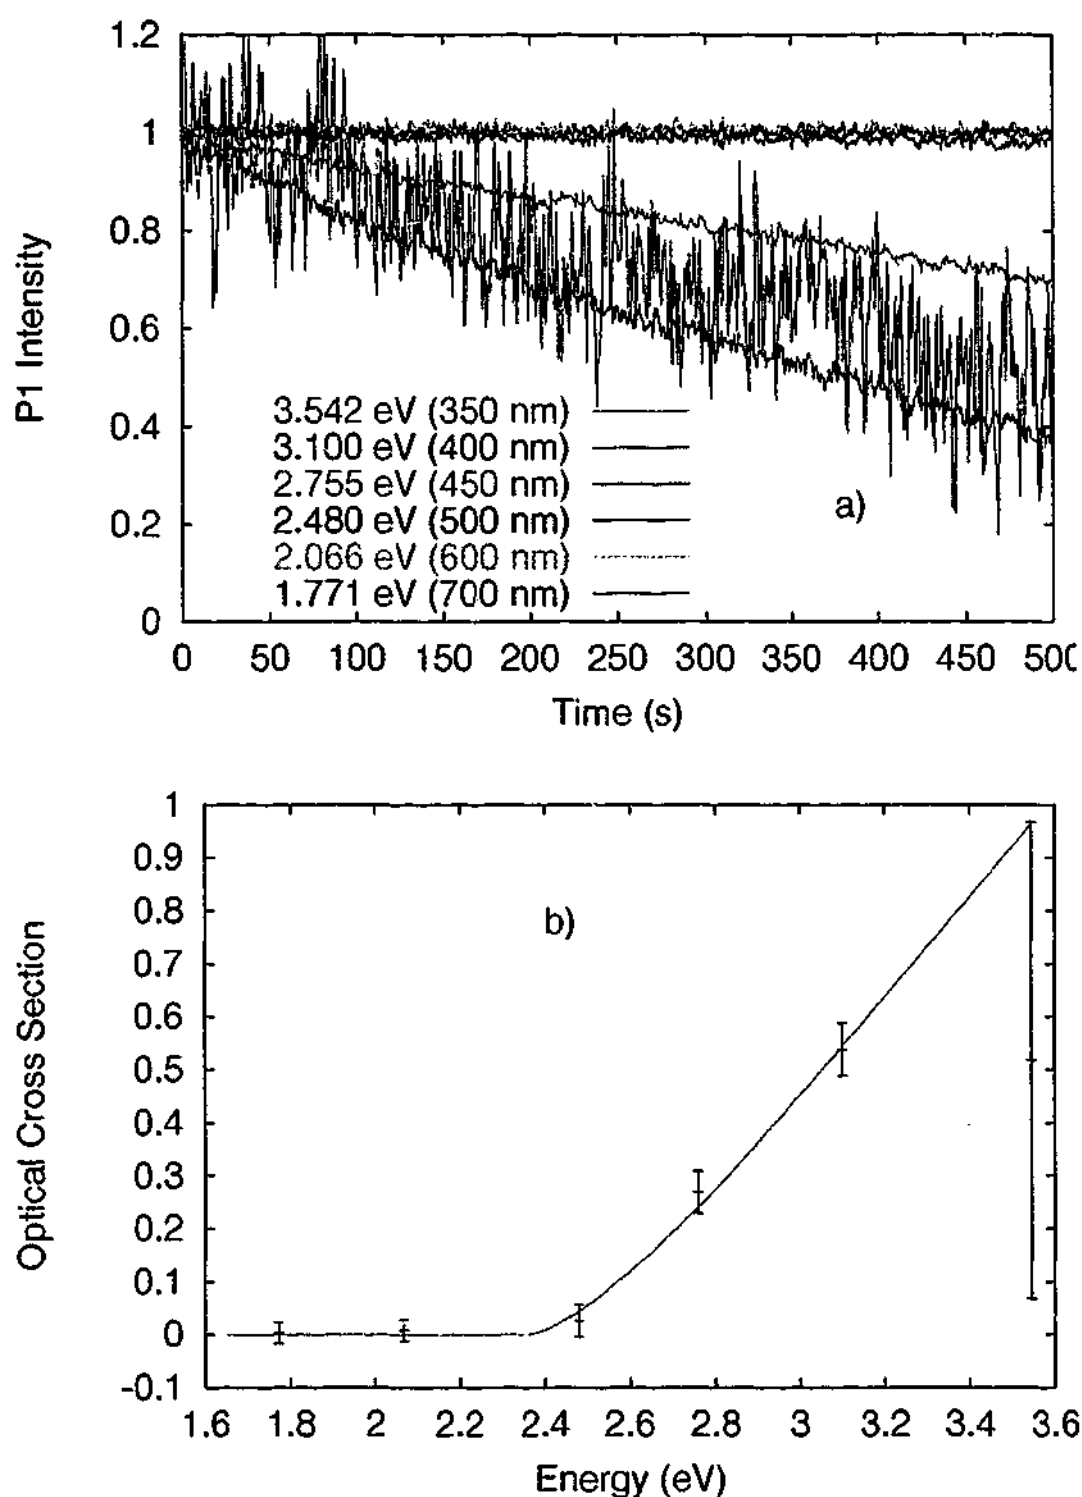 1.2
1
0.8
0.6
0.4
0.2
0
P1 Intensity
3.542 eV (350 nm)
3.100 eV (400 nm)
2.755 eV (450 nm)
2.480 eV (500 nm)
2.066 eV (600 nm)
1.771 eV (700 nm)
a)
0 50 100 150 200 250 300 350 400 450 500
Time (s)
1
0.9
0.8
0.7
0.6
0.5
0.4
0.3
0.2
0.1
0
-0.1
Optical Cross Section
b)
1.6 1.8 2 2.2 2.4 2.6 2.8 3 3.2 3.4 3.6
Energy (eV)